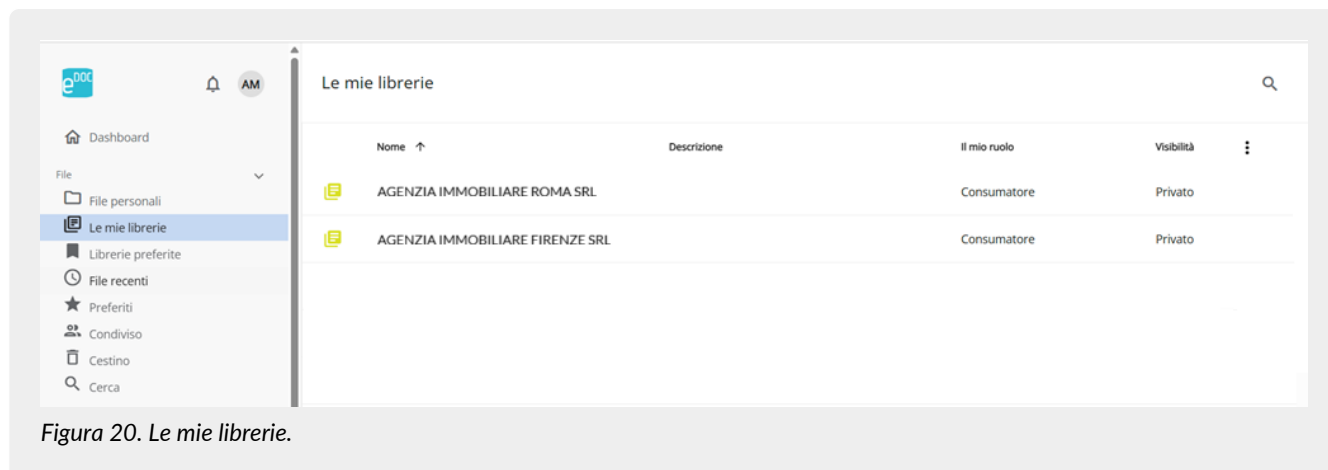 eDOC
AM
Dashboard
File
File personali
Le mie librerie
Librerie preferite
File recenti
Preferiti
Condiviso
Cestino
Cerca
Le mie librerie
Nome ↑ Descrizione Il mio ruolo Visibilità
AGENZIA IMMOBILIARE ROMA SRL Consumatore Privato
AGENZIA IMMOBILIARE FIRENZE SRL Consumatore Privato
Figura 20. Le mie librerie.